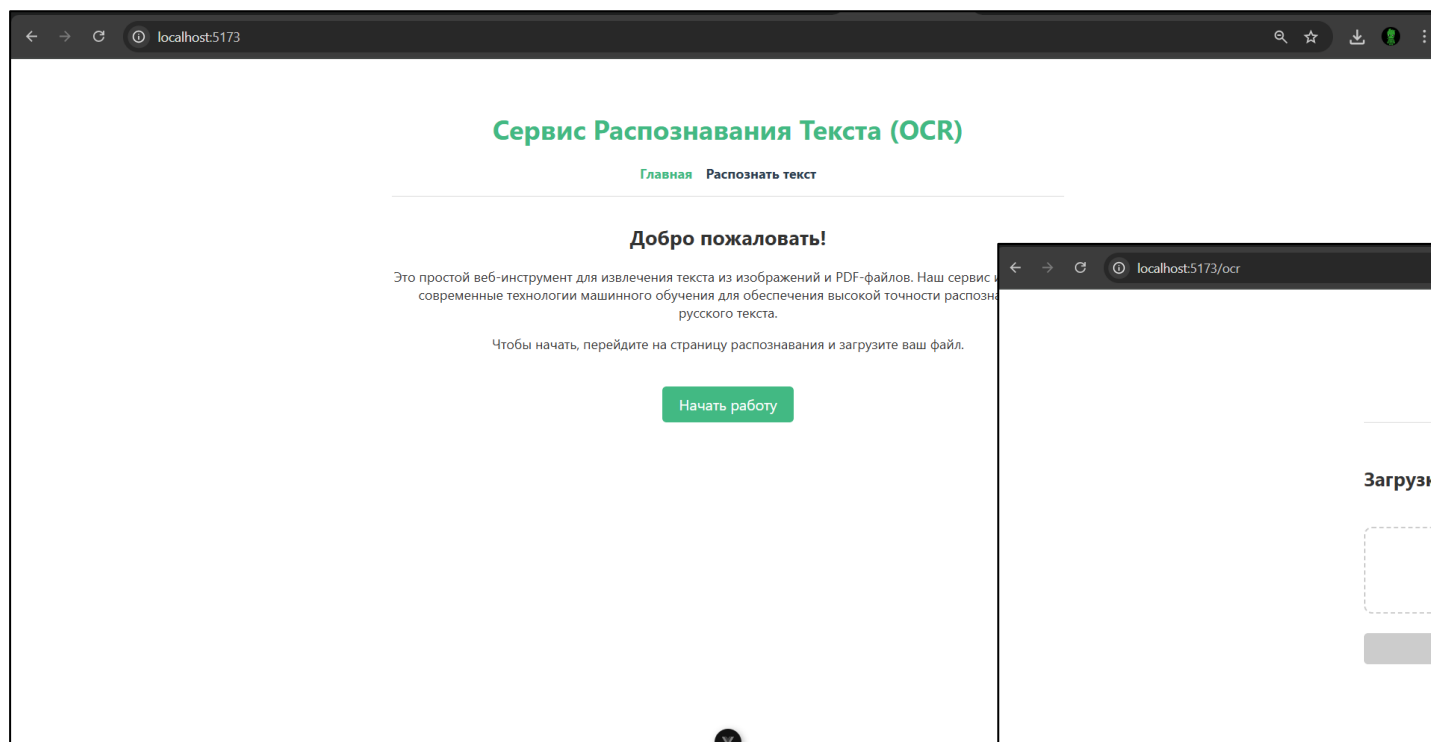 localhost:5173
Сервис Распознавания Текста (OCR)
Главная Распознать текст
Добро пожаловать!
Это простой веб-инструмент для извлечения текста из изображений и PDF-файлов. Наш сервис
современные технологии машинного обучения для обеспечения высокой точности
русского текста.
Чтобы начать, перейдите на страницу распознавания и загрузите ваш файл.
Начать работу
localhost:5173/ocr